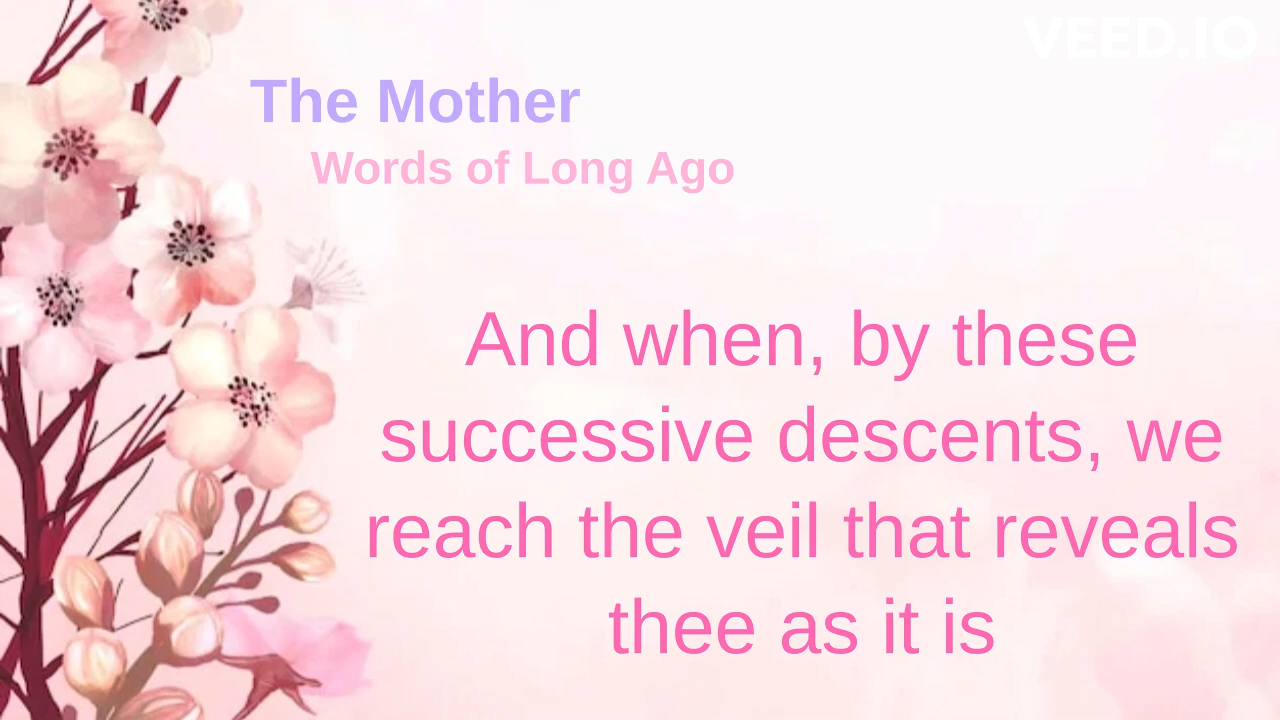 VEED.IO
The Mother
Words of Long Ago
And when, by these
successive descents, we
reach the veil that reveals
thee as it is